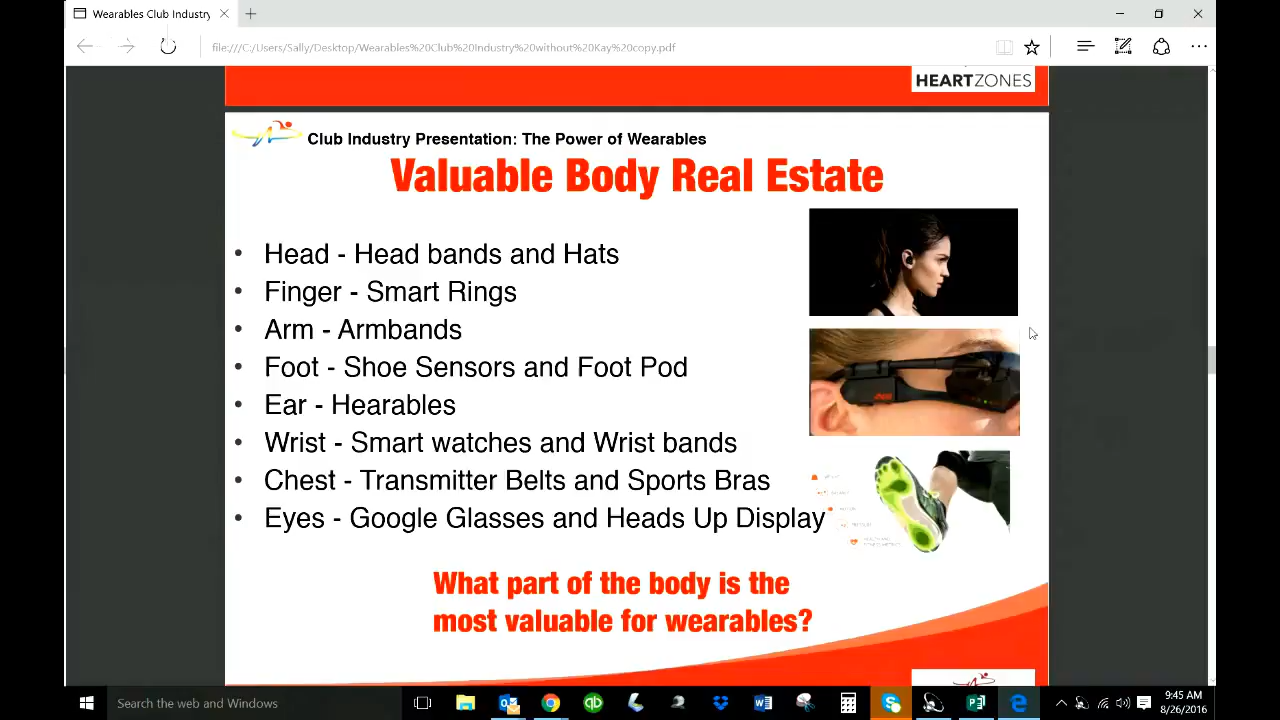 Wearables Club Industry
file:///C:/Users/Sally/Desktop/Wearables%20Club%20Industry%20without%20Kay%20copy.pdf
HEARTZONES
Club Industry Presentation: The Power of Wearables
Valuable Body Real Estate
• Head - Head bands and Hats
• Finger - Smart Rings
• Arm - Armbands
• Foot - Shoe Sensors and Foot Pod
• Ear - Hearables
• Wrist - Smart watches and Wrist bands
• Chest - Transmitter Belts and Sports Bras
• Eyes - Google Glasses and Heads Up Display
What part of the body is the
most valuable for wearables?
Search the web and Windows
9:45 AM
8/26/2016